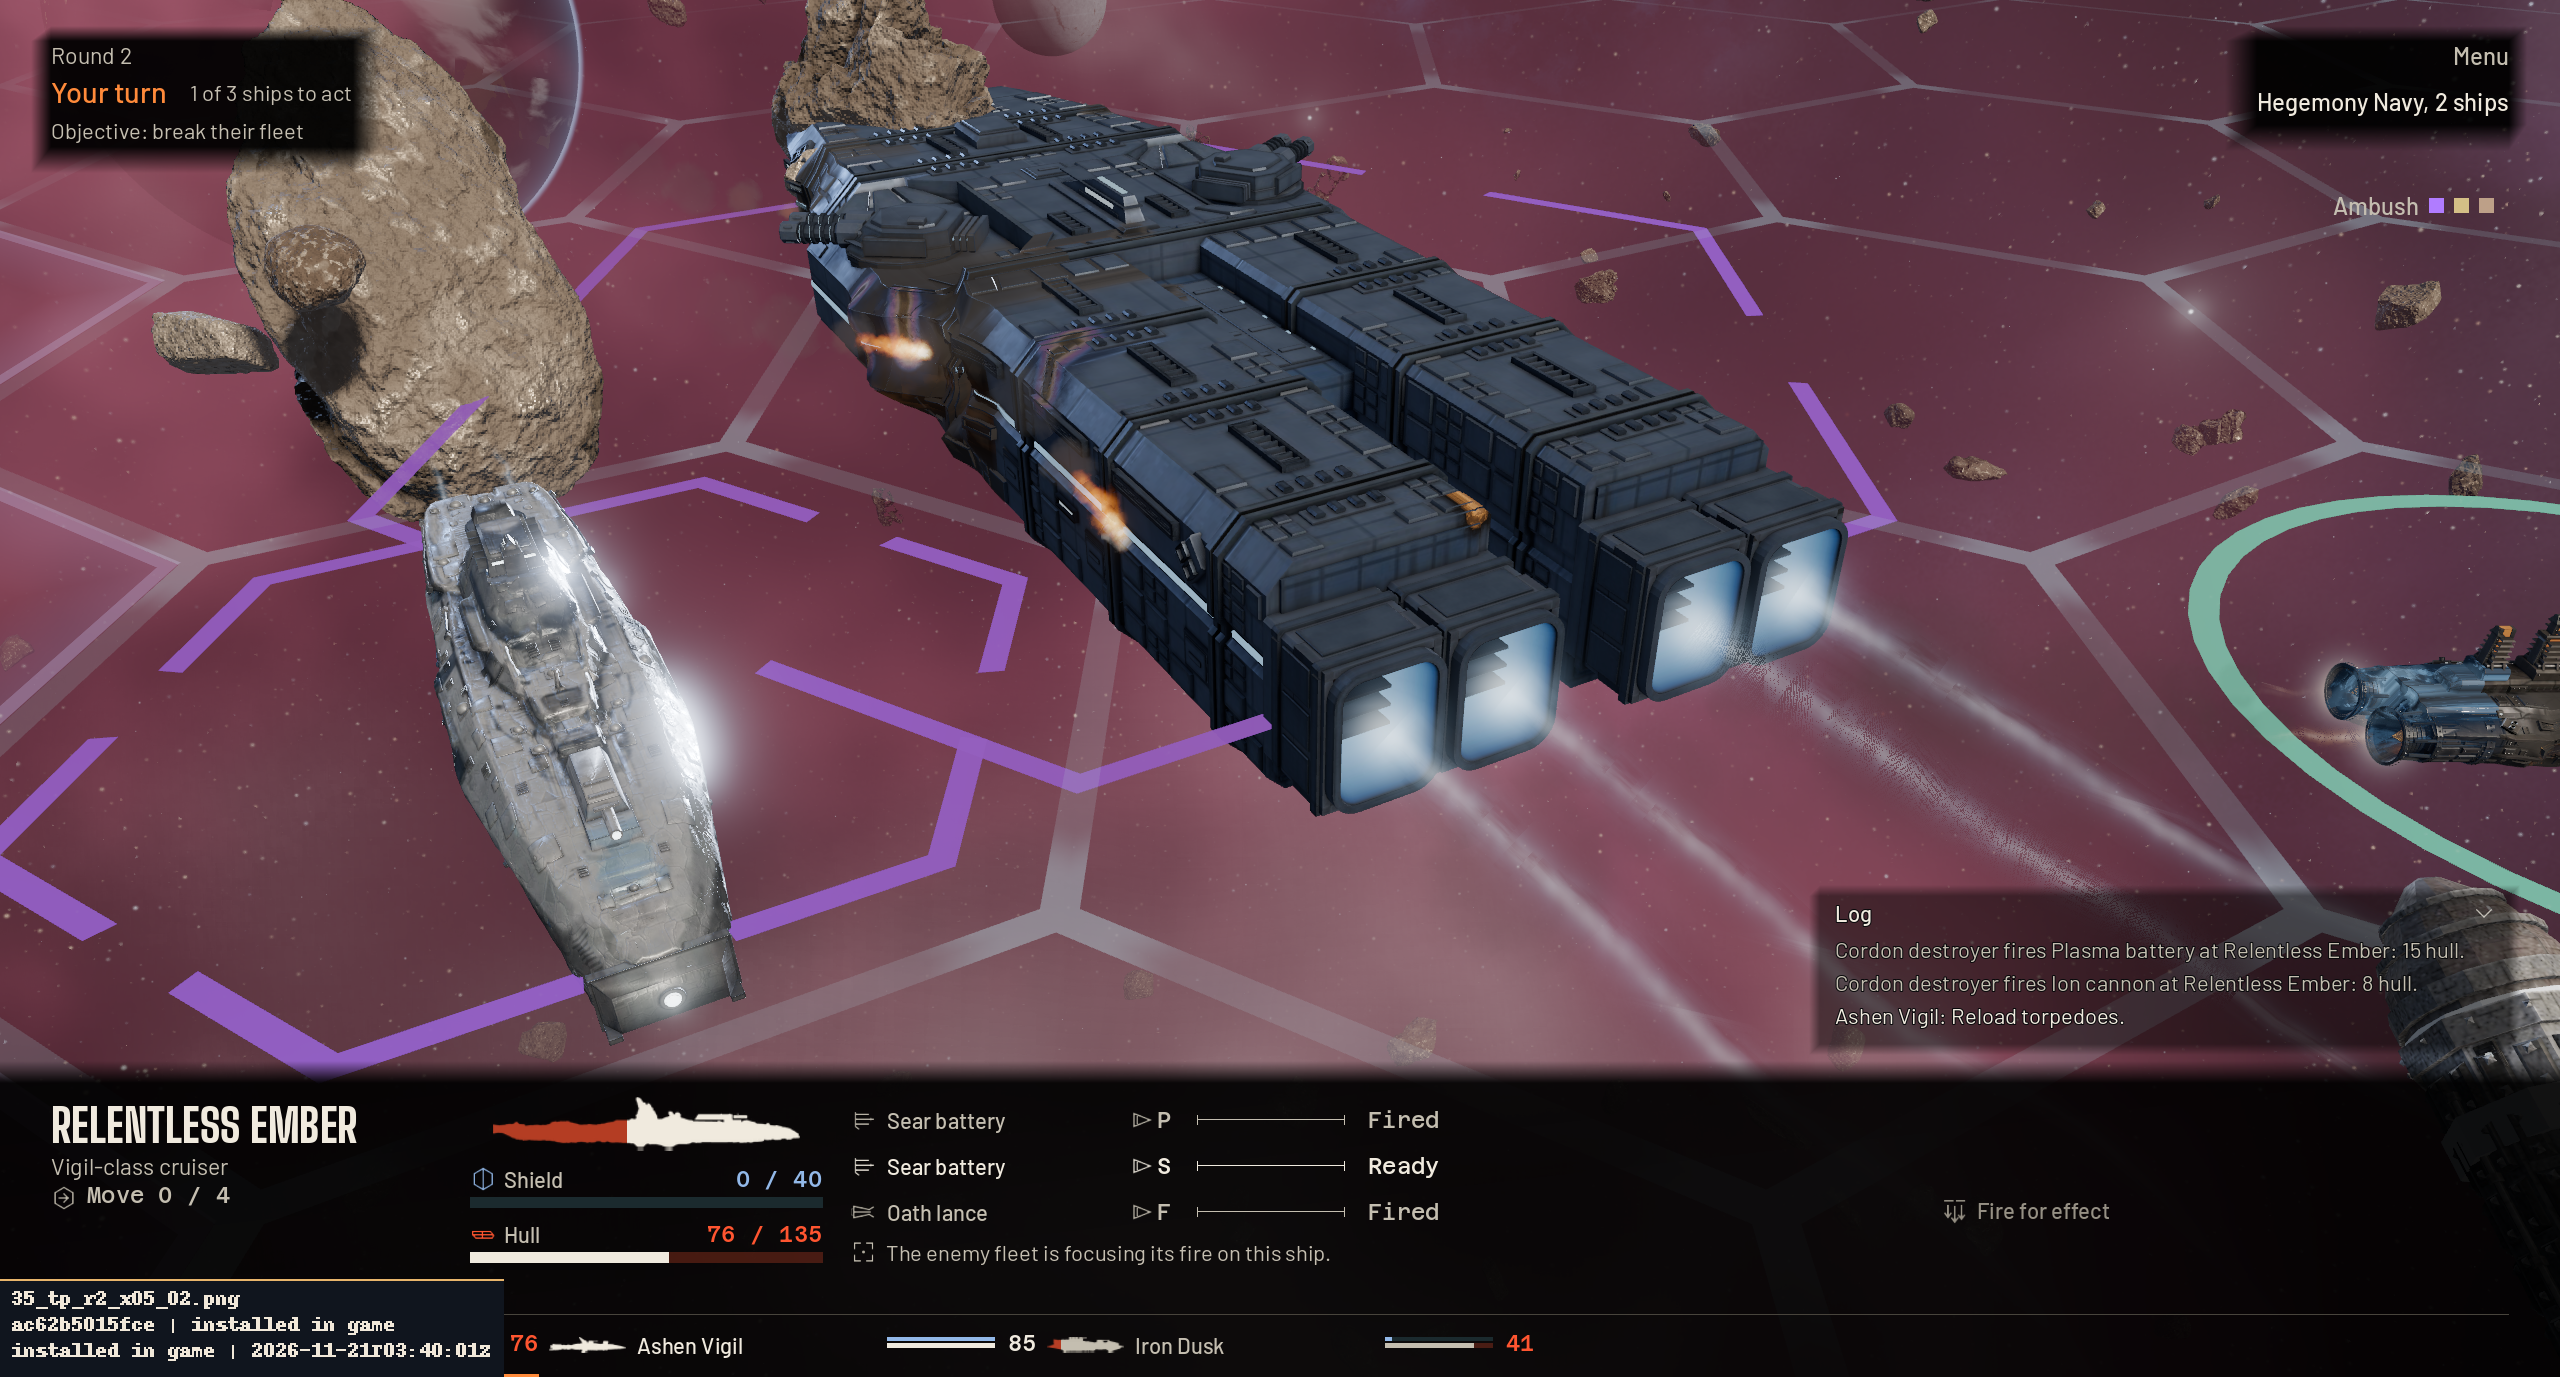 Round 2
Your turn 1 of 3 ships to act
Objective: break their fleet
Menu
Hegemony Navy, 2 ships
Ambush
Log
Cordon destroyer fires Plasma battery at Relentless Ember: 15 hull.
Cordon destroyer fires Ion cannon at Relentless Ember: 8 hull.
Ashen Vigil: Reload torpedoes.
RELENTLESS EMBER
Vigil-class cruiser
Move 0 / 4
Shield 0 / 40
Hull 76 / 135
Sear battery P Fired
Sear battery S Ready
Oath lance F Fired
The enemy fleet is focusing its fire on this ship.
Fire for effect
35_tp_r2_x05_02.png
ac62b5015fce | installed in game
installed in game | 2026-11-21T03:40:01Z
76 Ashen Vigil 85 Iron Dusk 41